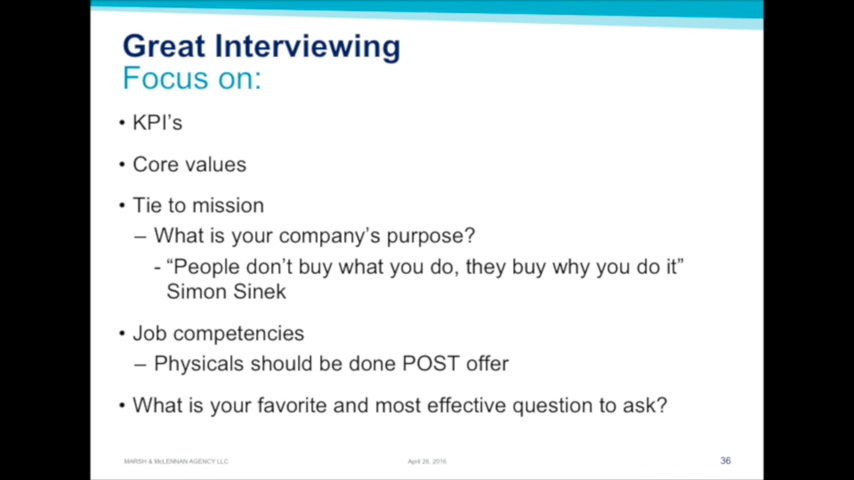 Great Interviewing
Focus on:
• KPI's
• Core values
• Tie to mission
– What is your company's purpose?
- "People don't buy what you do, they buy why you do it"
Simon Sinek
• Job competencies
– Physicals should be done POST offer
• What is your favorite and most effective question to ask?
MARSH & McLENNAN AGENCY LLC April 26, 2016 36